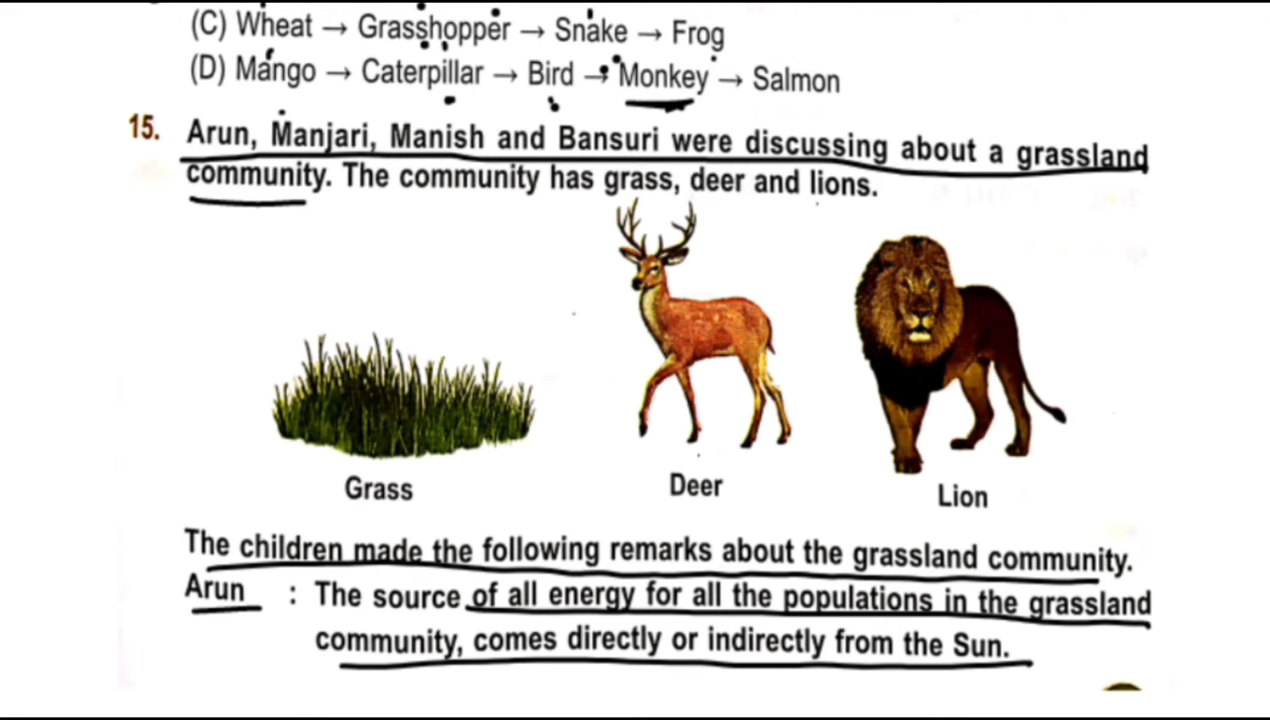 (C) Wheat → Grasshopper → Snake → Frog
(D) Mango → Caterpillar → Bird → Monkey → Salmon
15. Arun, Manjari, Manish and Bansuri were discussing about a grassland
community. The community has grass, deer and lions.
Grass Deer Lion
The children made the following remarks about the grassland community.
Arun : The source of all energy for all the populations in the grassland
community, comes directly or indirectly from the Sun.